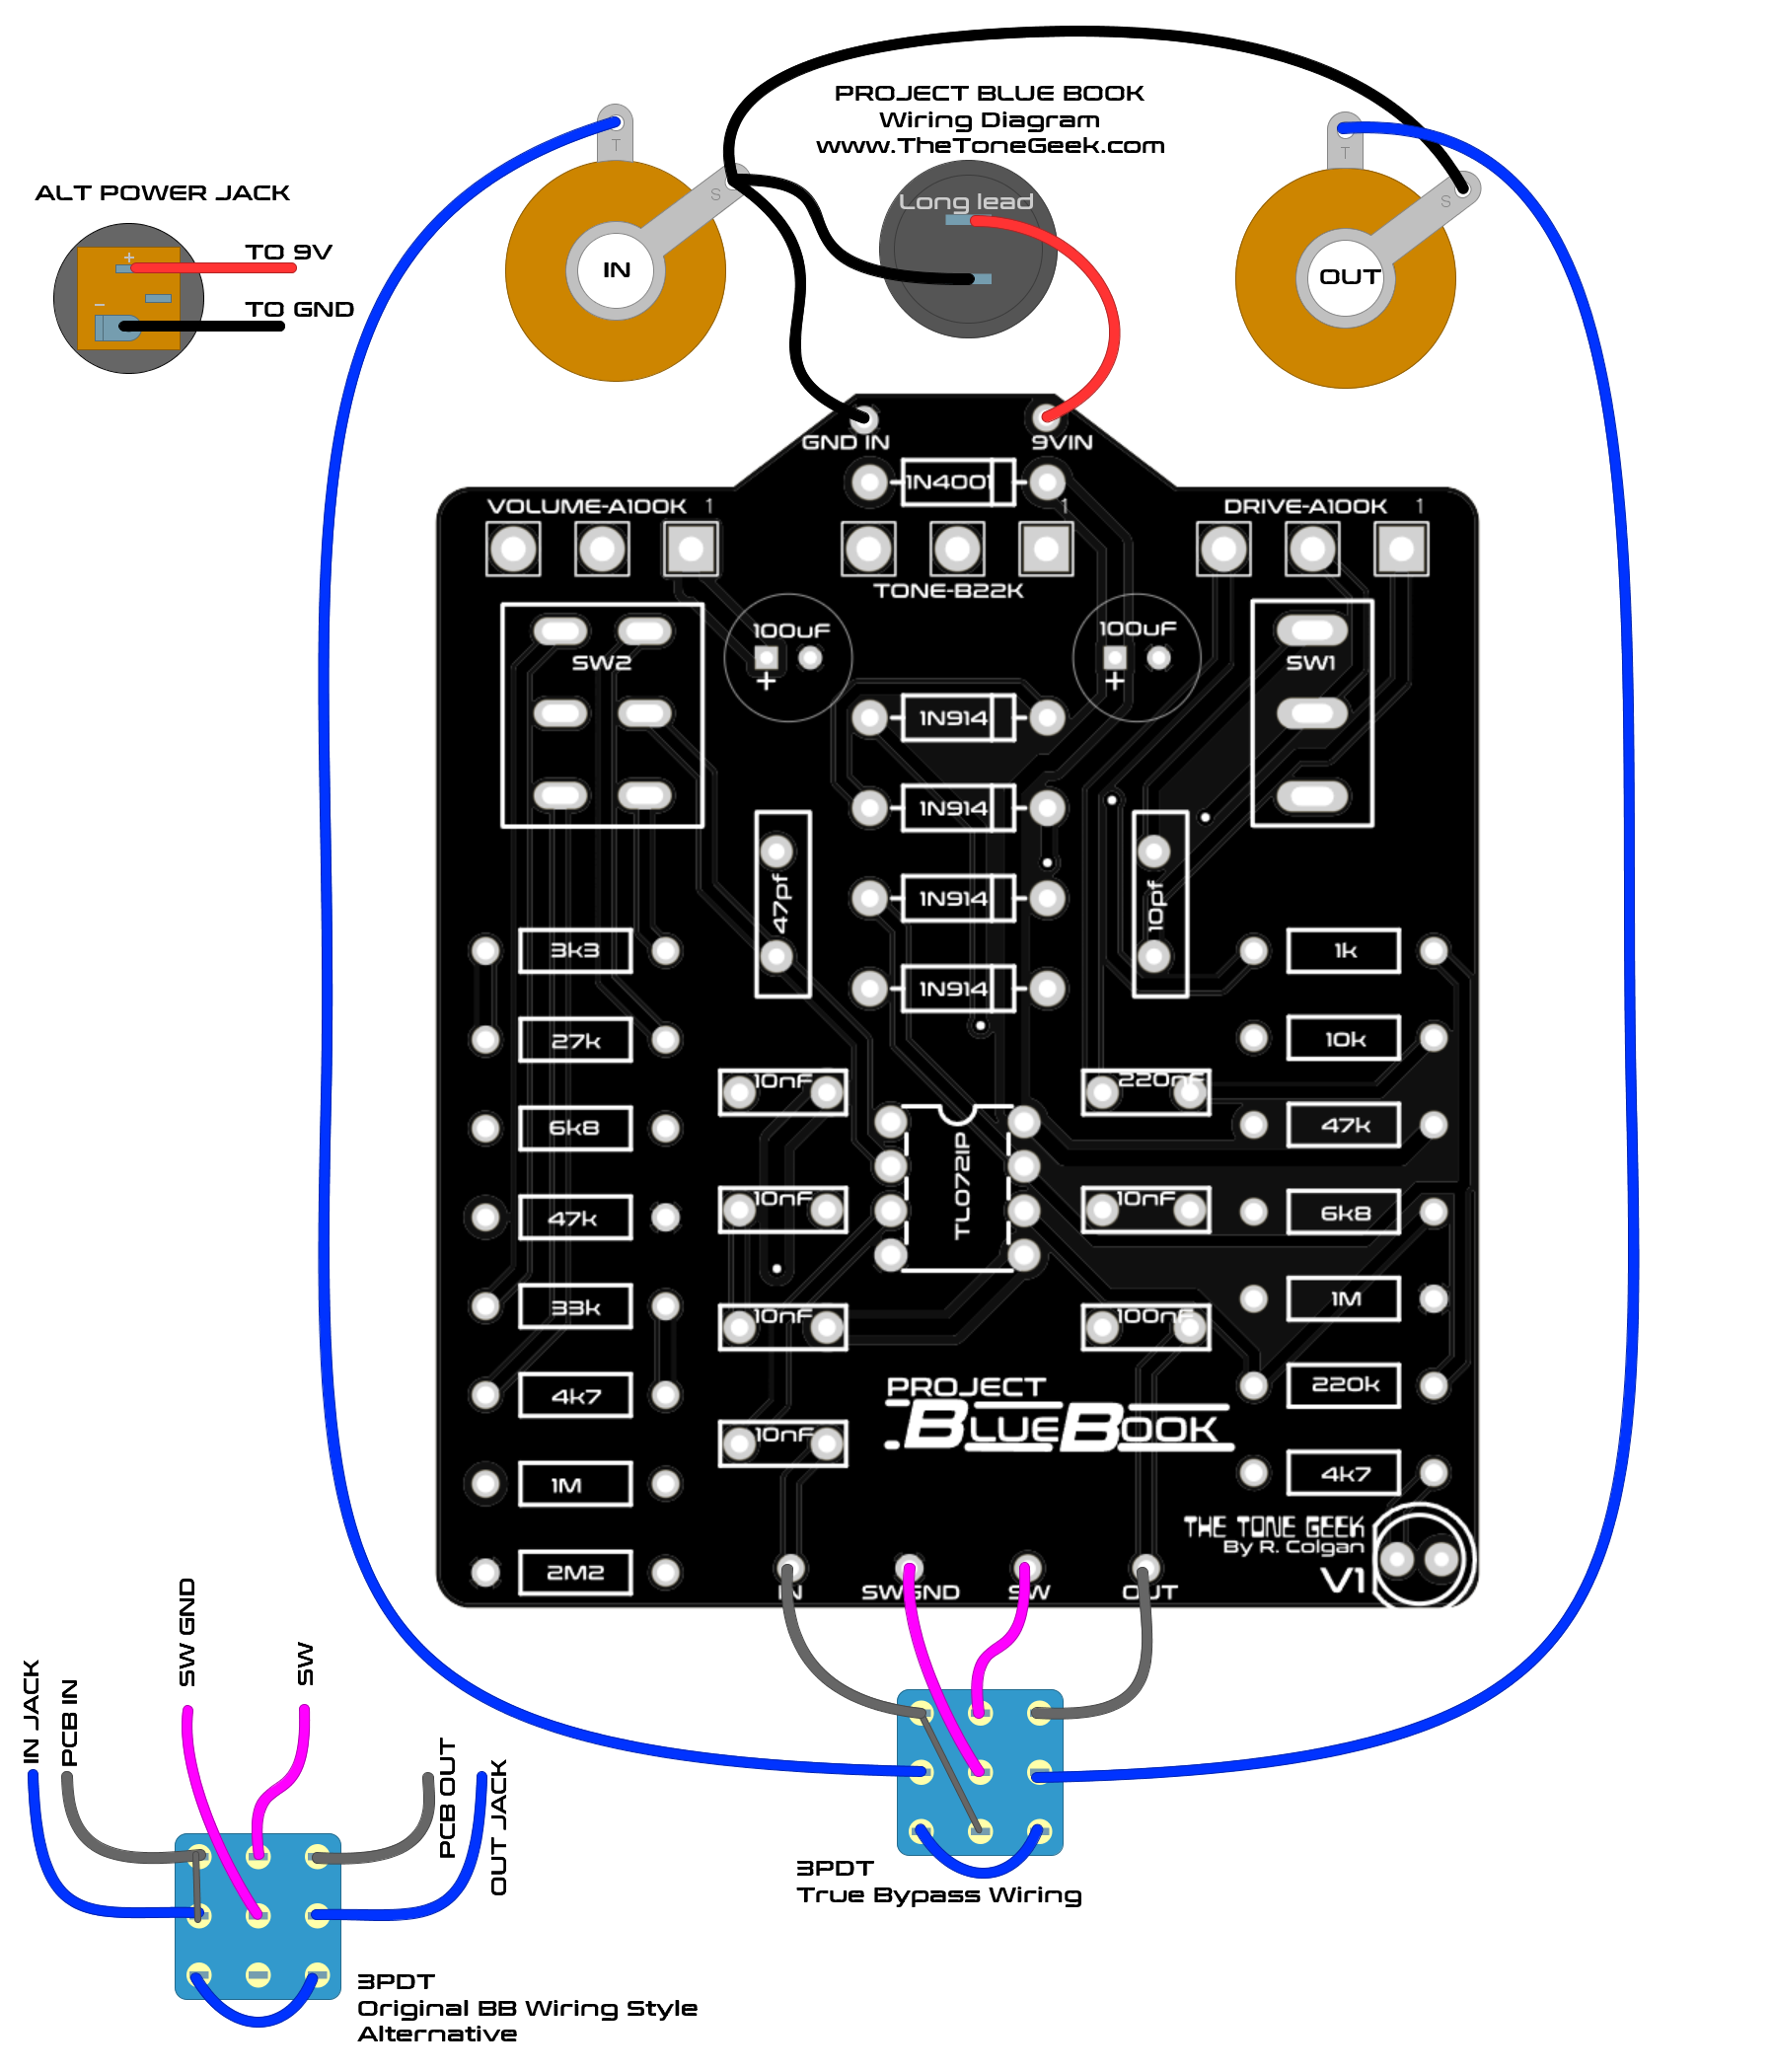 PROJECT BLUE BOOK
Wiring Diagram
www.TheToneGeek.com
T
S
IN
Long lead
T
S
OUT
ALT POWER JACK
+
TO 9V
-
TO GND
GND IN
9VIN
1N4001
VOLUME-A100K 1
1
DRIVE-A100K 1
TONE-B22K
SW2
100uF
+
100uF
+
SW1
1N914
1N914
1N914
1N914
47pf
10pf
3k3
27k
6k8
47k
33k
4k7
1M
2M2
10nF
10nF
10nF
10nF
TL072IP
220nF
10nF
100nF
1k
10k
47k
6k8
1M
220k
4k7
PROJECT
BLUEBOOK
THE TONE GEEK
By R. Colgan
V1
IN
SWGND
SW
OUT
3PDT
True Bypass Wiring
IN JACK
PCB IN
SW GND
SW
PCB OUT
OUT JACK
3PDT
Original BB Wiring Style
Alternative